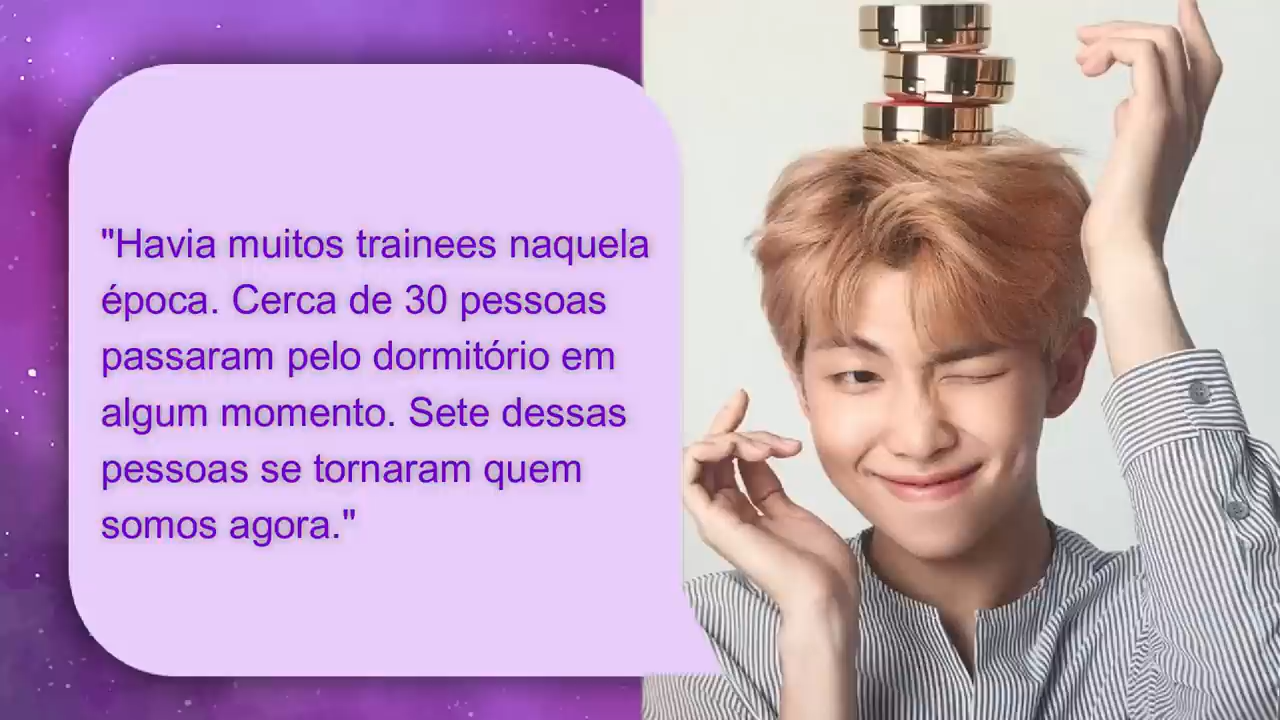 "Havia muitos trainees naquela
época. Cerca de 30 pessoas
passaram pelo dormitório em
algum momento. Sete dessas
pessoas se tornaram quem
somos agora."